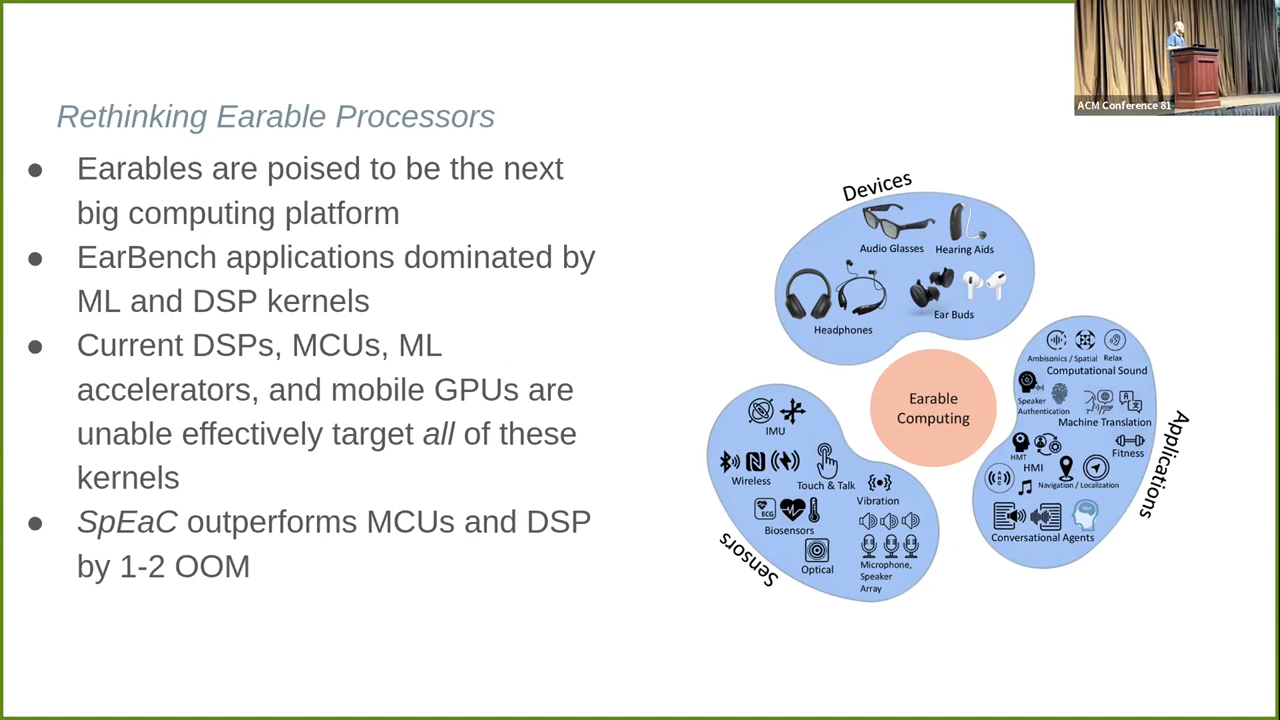 ACM Conference 81
Rethinking Earable Processors
● Earables are poised to be the next
big computing platform
● EarBench applications dominated by
ML and DSP kernels
● Current DSPs, MCUs, ML
accelerators, and mobile GPUs are
unable effectively target all of these
kernels
● SpEaC outperforms MCUs and DSP
by 1-2 OOM
Devices
Audio Glasses
Hearing Aids
Headphones
Ear Buds
Earable
Computing
Ambisonics / Spatial
Relax
Computational Sound
Speaker
Authentication
Machine Translation
Fitness
HMT
HMI
Navigation / Localization
Conversational Agents
Applications
IMU
Wireless
Touch & Talk
Vibration
ECG
Biosensors
Optical
Microphone,
Speaker
Array
Sensors